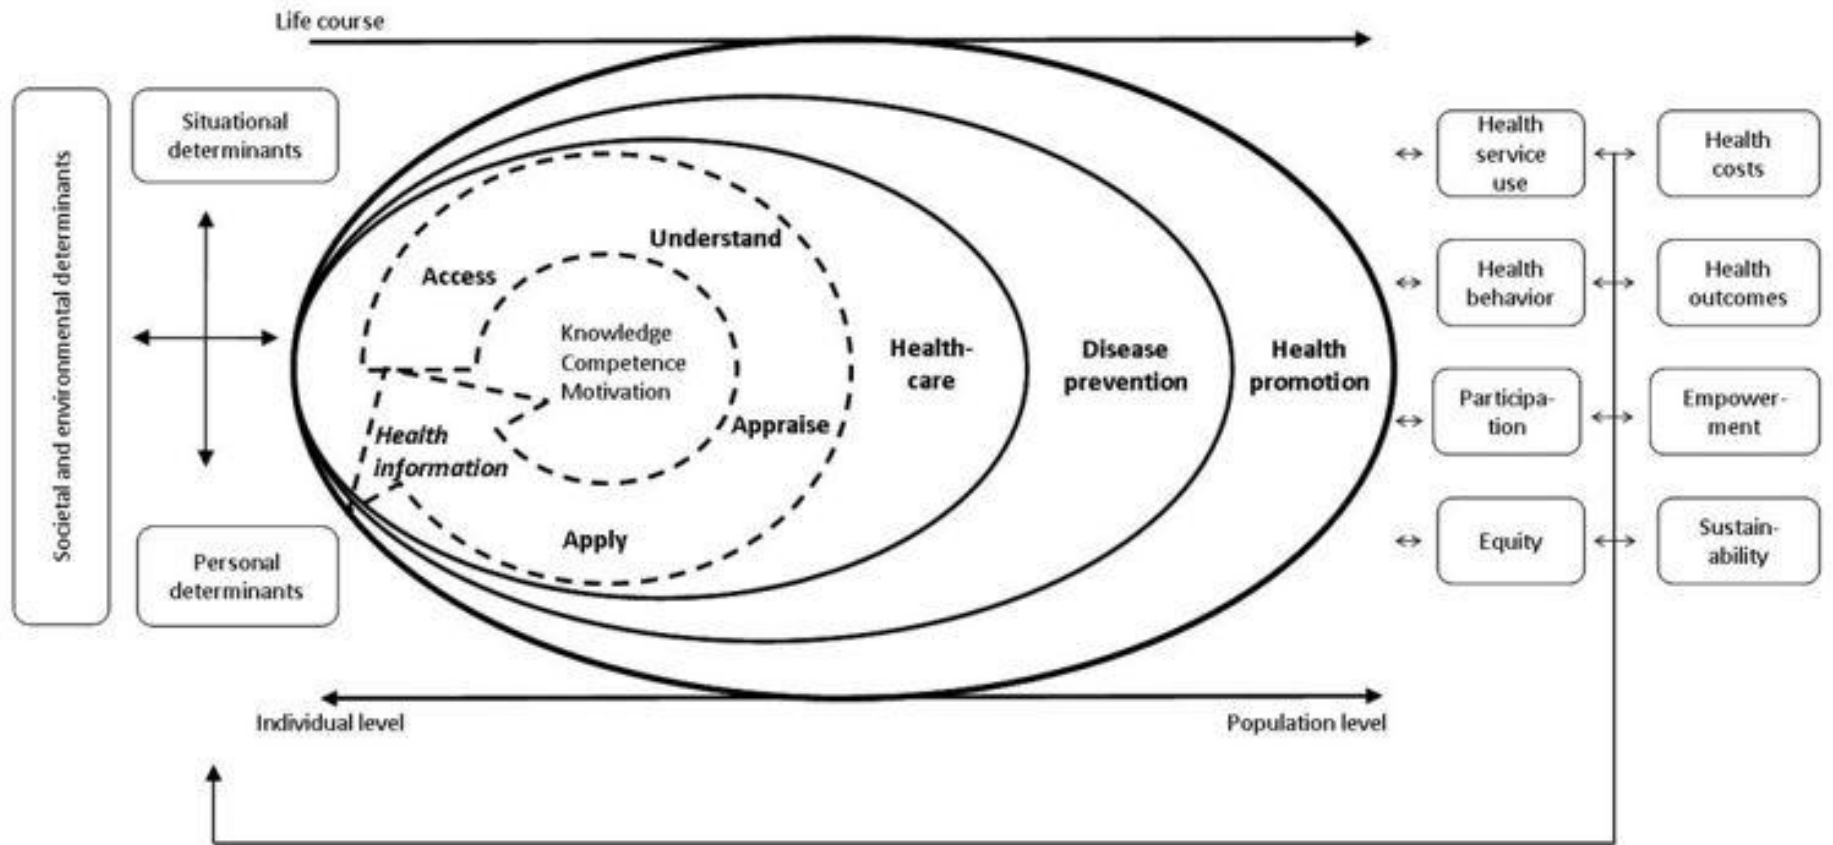 Life course
Societal and environmental determinants
Situational
determinants
Personal
determinants
Understand
Access
Knowledge
Competence
Motivation
Appraise
Health
information
Apply
Health-
care
Disease
prevention
Health
promotion
Individual level
Population level
Health
service
use
Health
costs
Health
behavior
Health
outcomes
Participa-
tion
Empower-
ment
Equity
Sustain-
ability